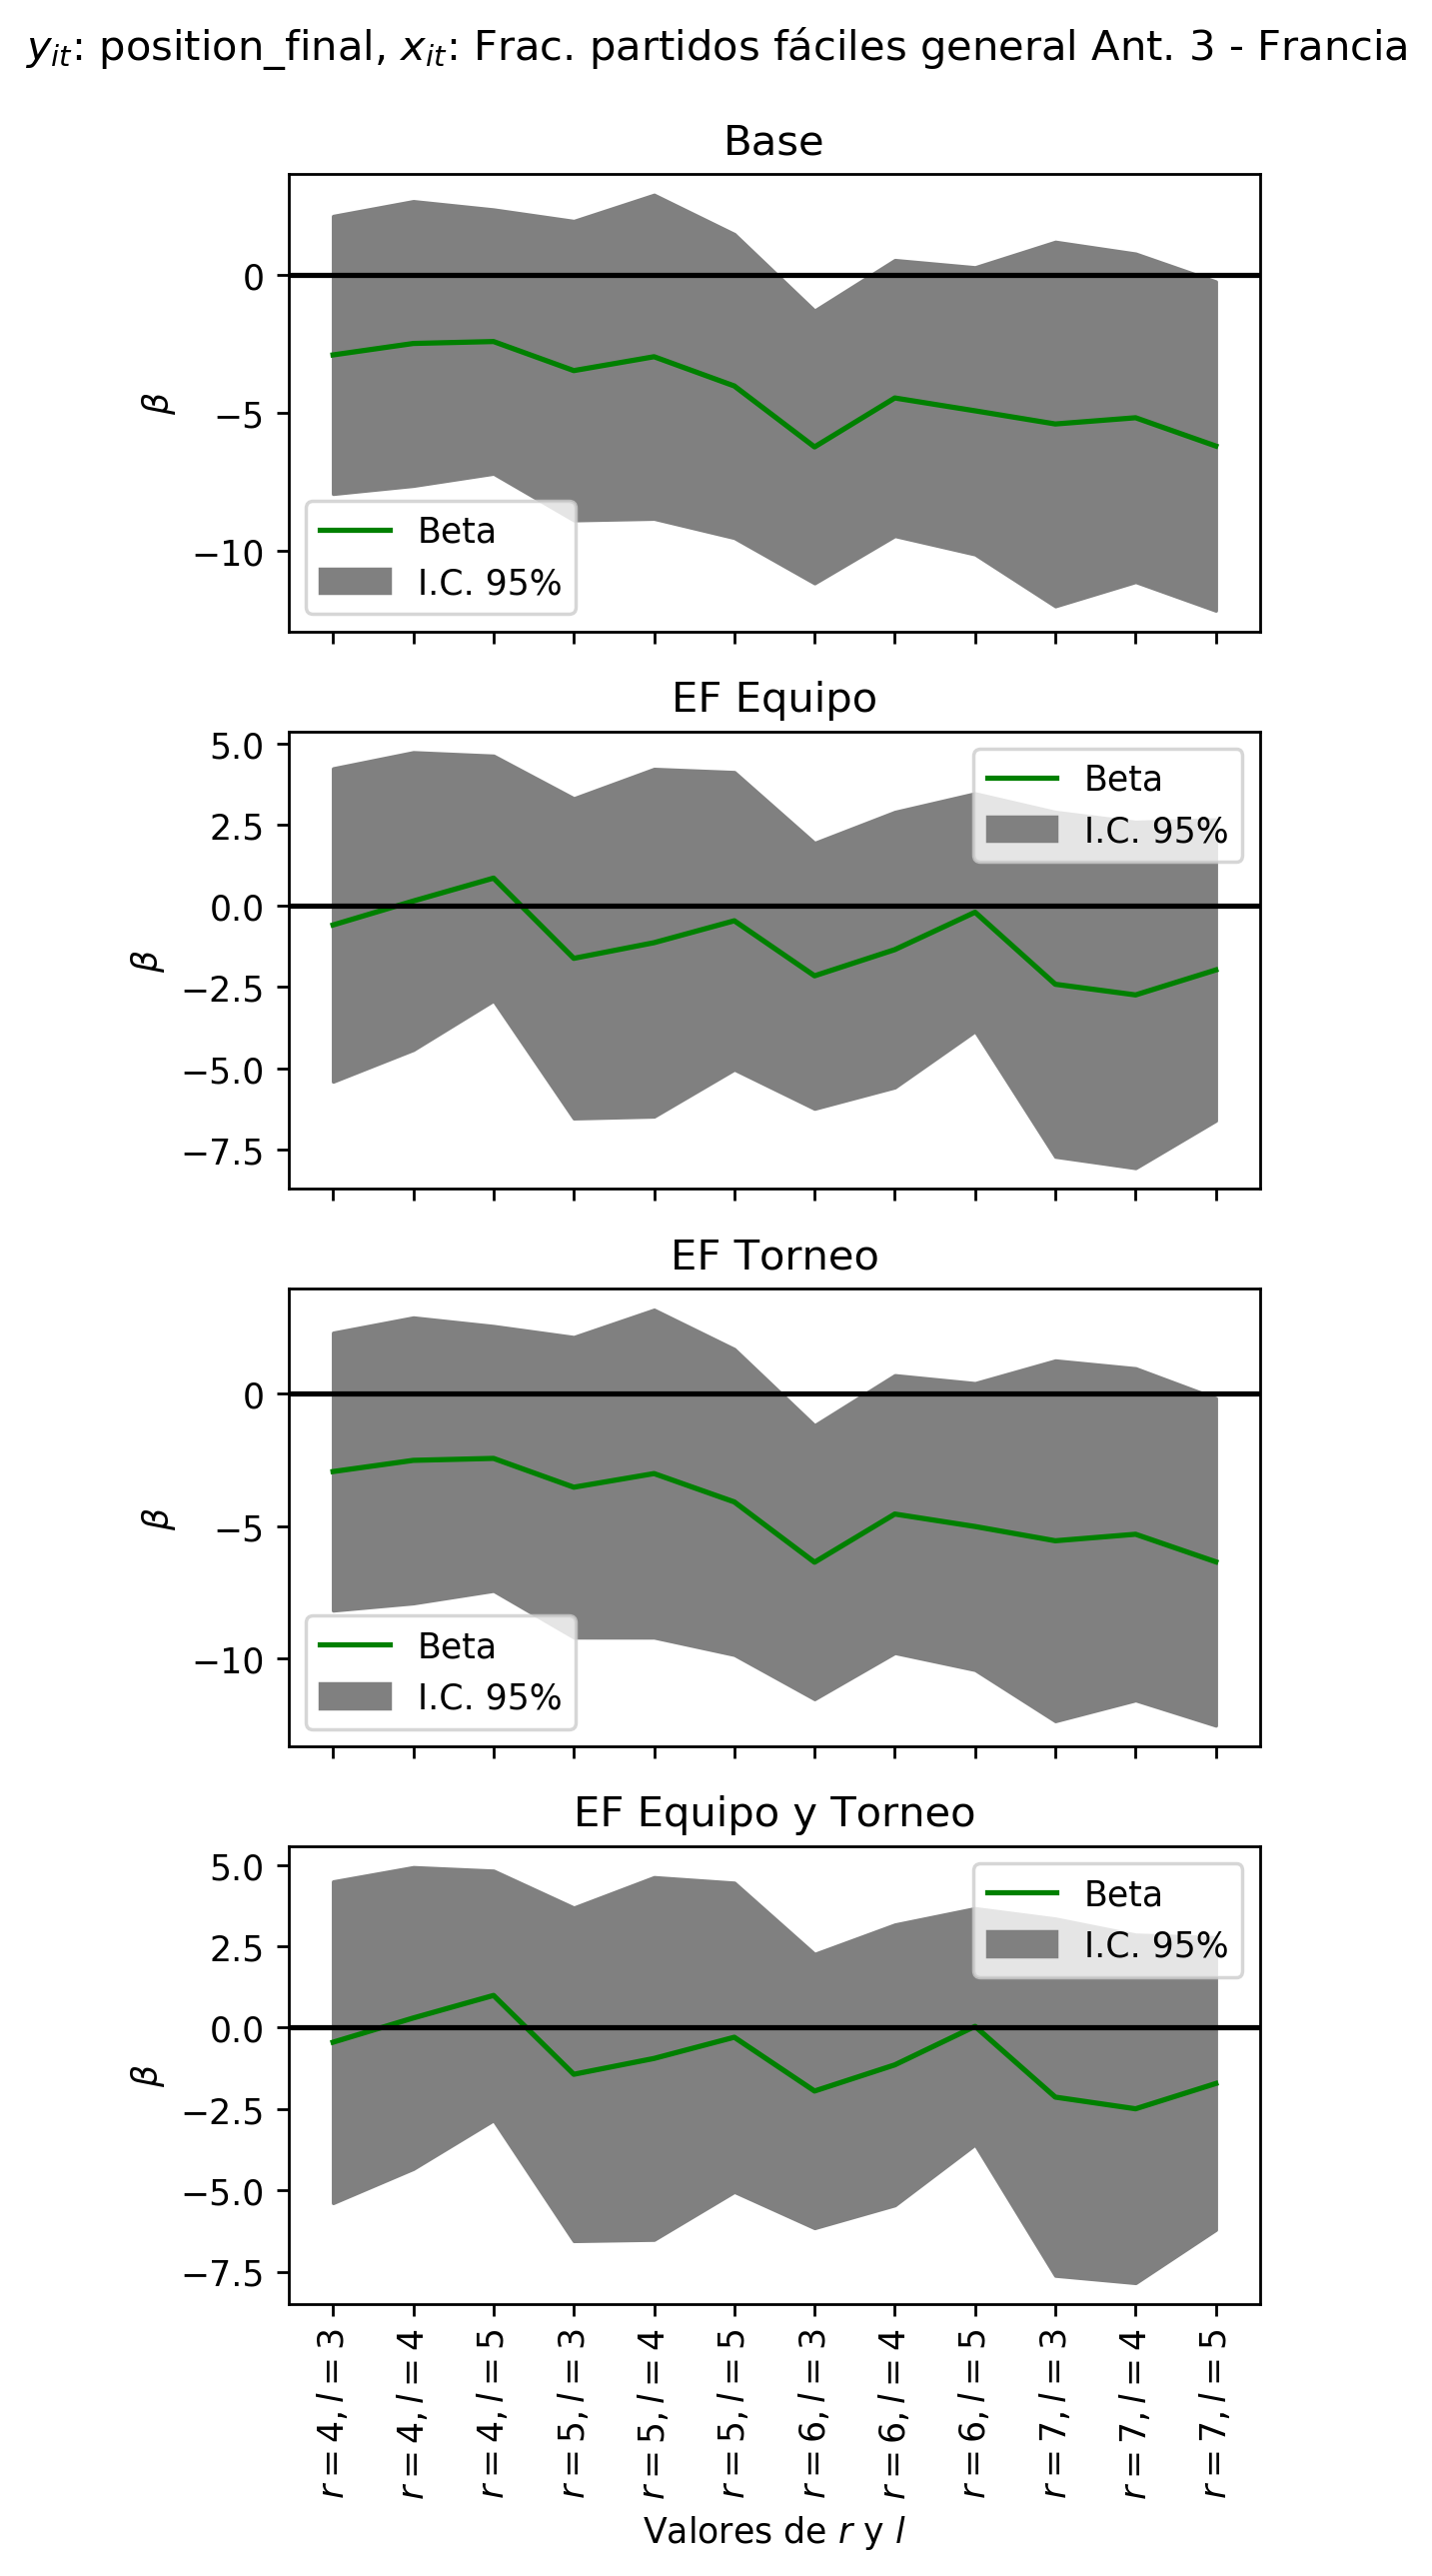 y_{it}: position_final, x_{it}: Frac. partidos fáciles general Ant. 3 - Francia
Base
0
−5
−10
β
Beta
I.C. 95%
EF Equipo
5.0
2.5
0.0
−2.5
−5.0
−7.5
β
Beta
I.C. 95%
EF Torneo
0
−5
−10
β
Beta
I.C. 95%
EF Equipo y Torneo
5.0
2.5
0.0
−2.5
−5.0
−7.5
β
Beta
I.C. 95%
r = 4, l = 3
r = 4, l = 4
r = 4, l = 5
r = 5, l = 3
r = 5, l = 4
r = 5, l = 5
r = 6, l = 3
r = 6, l = 4
r = 6, l = 5
r = 7, l = 3
r = 7, l = 4
r = 7, l = 5
Valores de r y l